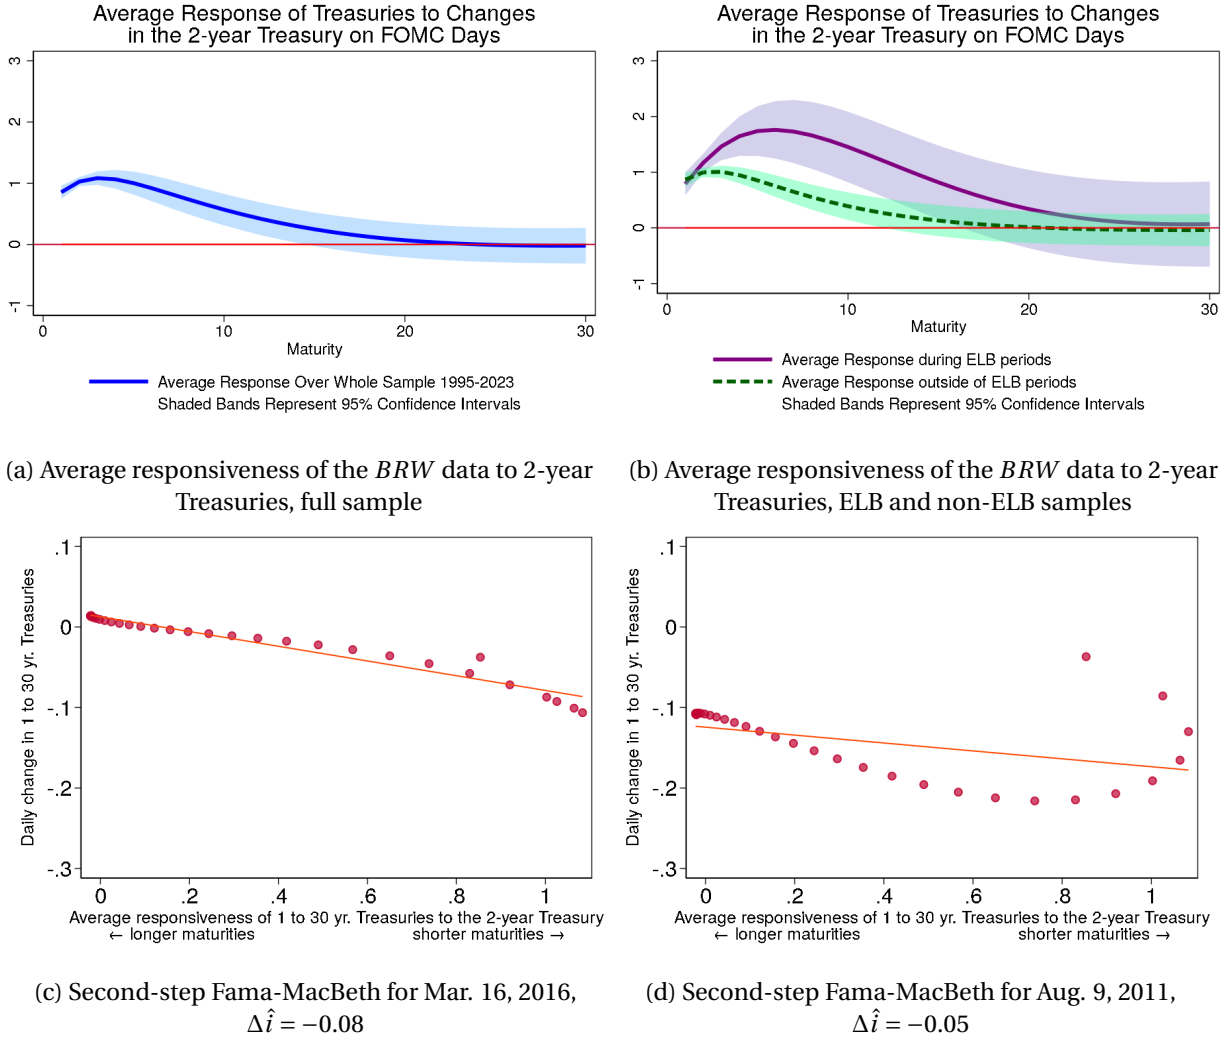 Average Response of Treasuries to Changes
in the 2-year Treasury on FOMC Days
3
2
1
0
-1
0
10
20
30
Maturity
Average Response Over Whole Sample 1995-2023
Shaded Bands Represent 95% Confidence Intervals
Average Response of Treasuries to Changes
in the 2-year Treasury on FOMC Days
3
2
1
0
-1
0
10
20
30
Maturity
Average Response during ELB periods
Average Response outside of ELB periods
Shaded Bands Represent 95% Confidence Intervals
(a) Average responsiveness of the BRW data to 2-year
Treasuries, full sample
(b) Average responsiveness of the BRW data to 2-year
Treasuries, ELB and non-ELB samples
Daily change in 1 to 30 yr. Treasuries
.1
0
-.1
-.2
-.3
0
.2
.4
.6
.8
1
Average responsiveness of 1 to 30 yr. Treasuries to the 2-year Treasury
← longer maturities
shorter maturities →
Daily change in 1 to 30 yr. Treasuries
.1
0
-.1
-.2
-.3
0
.2
.4
.6
.8
1
Average responsiveness of 1 to 30 yr. Treasuries to the 2-year Treasury
← longer maturities
shorter maturities →
(c) Second-step Fama-MacBeth for Mar. 16, 2016,
Δî = −0.08
(d) Second-step Fama-MacBeth for Aug. 9, 2011,
Δî = −0.05